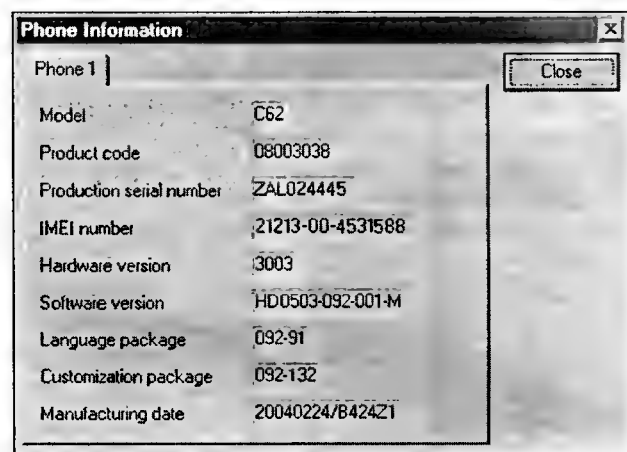 Phone Information x
Phone 1 Close
Model C62
Product code 08003038
Production serial number ZAL024445
IMEI number 21213-00-4531588
Hardware version 3003
Software version HD0503-092-001-M
Language package 092-91
Customization package 092-132
Manufacturing date 20040224/B424Z1